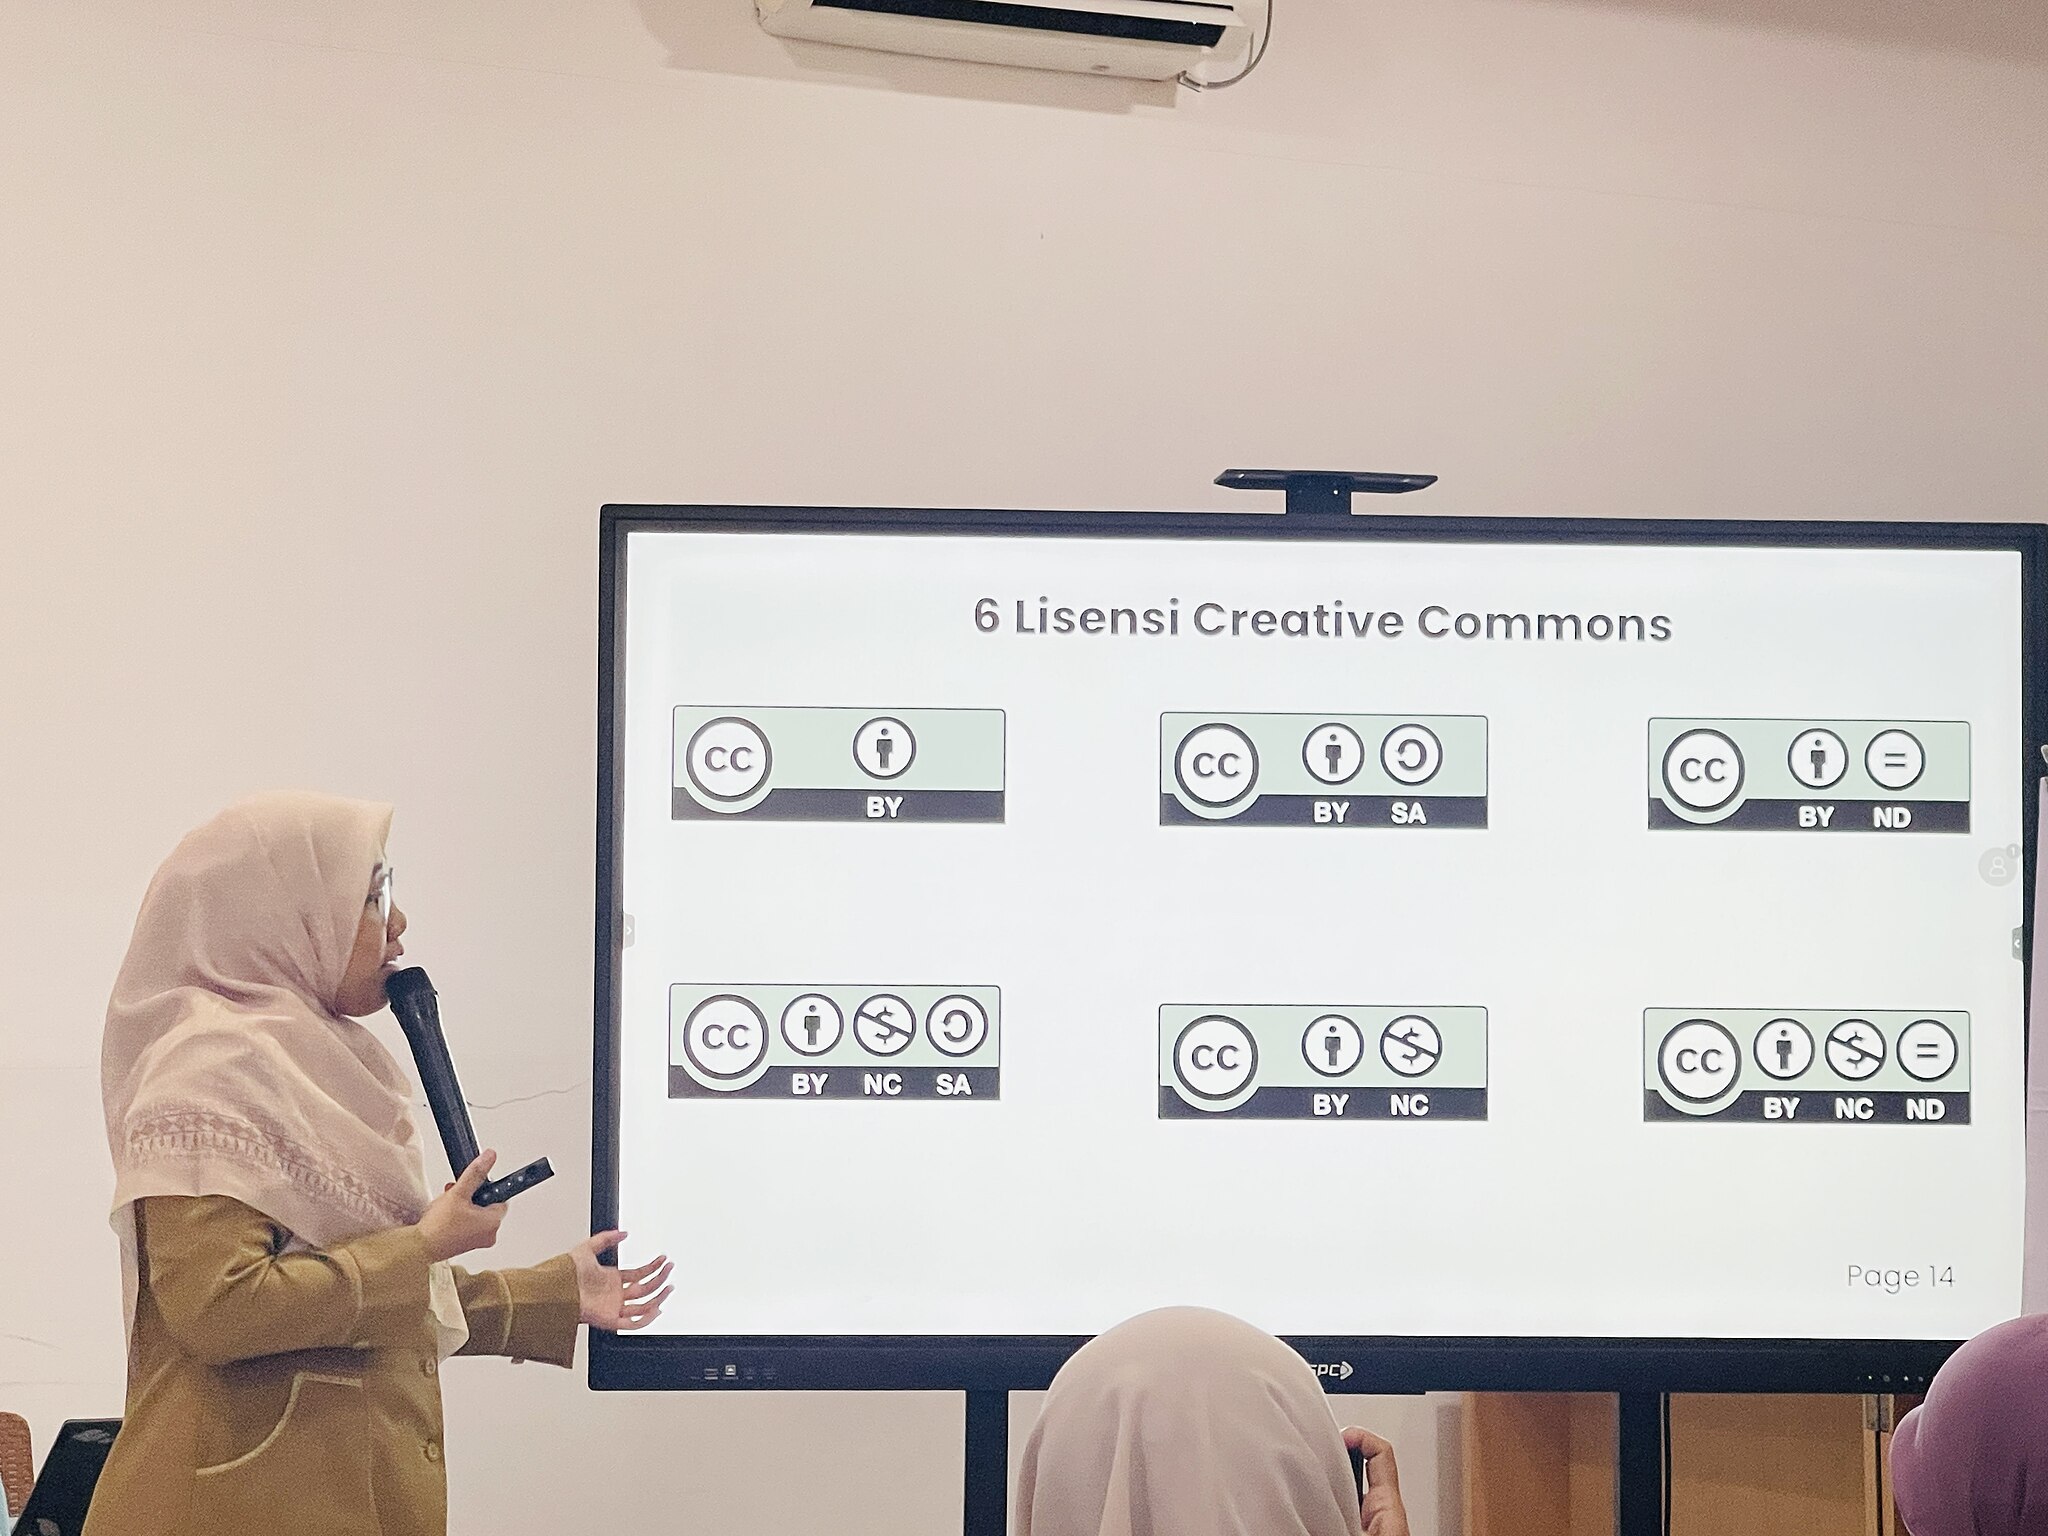 6 Lisensi Creative Commons
CC BY
CC BY SA
CC BY ND
CC BY NC SA
CC BY NC
CC BY NC ND
Page 14